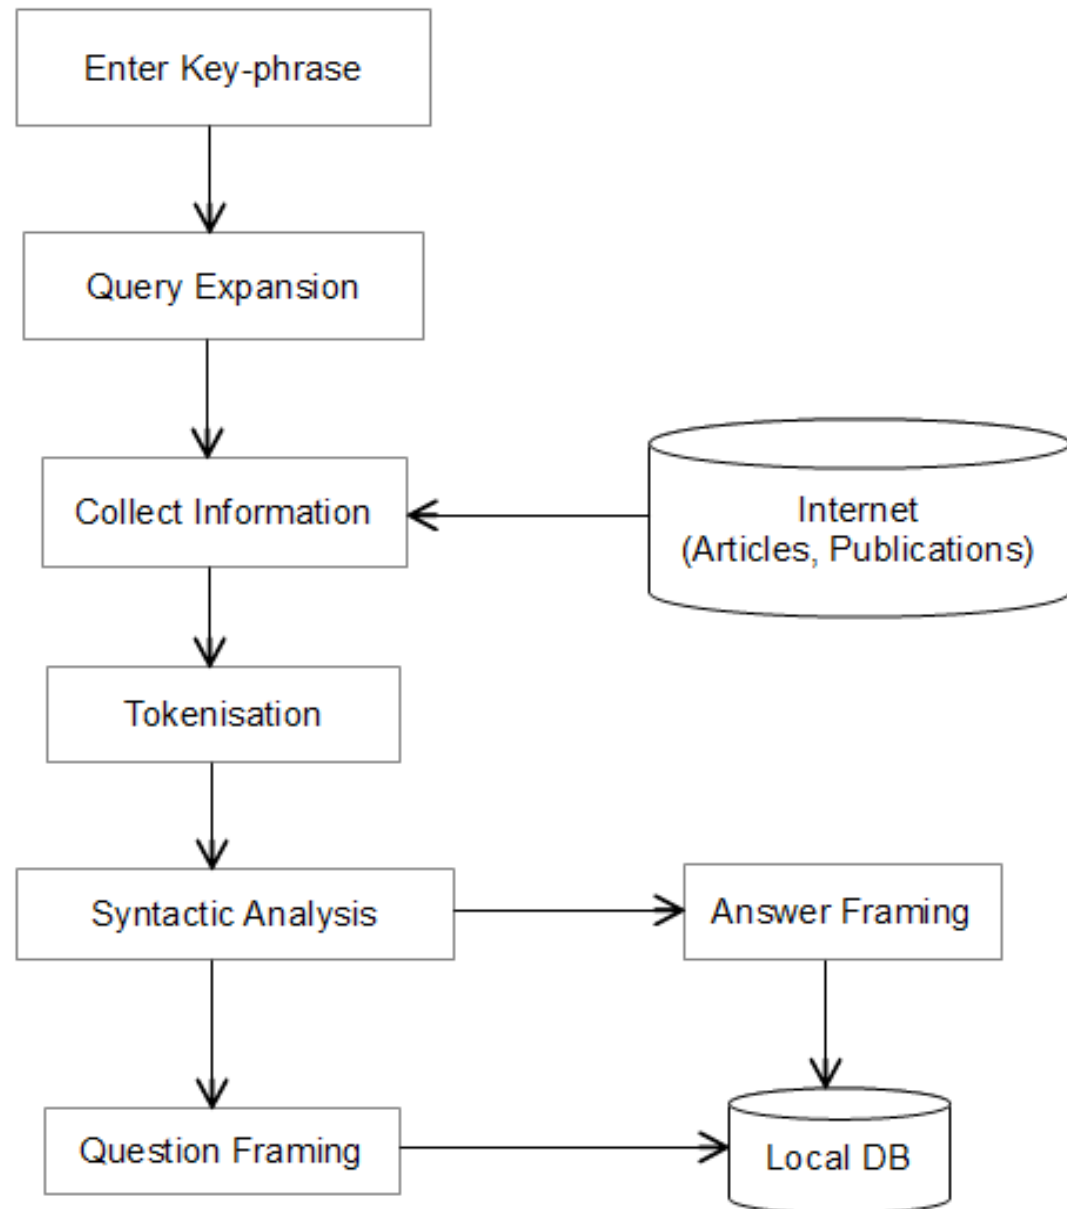 Enter Key-phrase
Query Expansion
Collect Information
Internet
(Articles, Publications)
Tokenisation
Syntactic Analysis
Answer Framing
Question Framing
Local DB